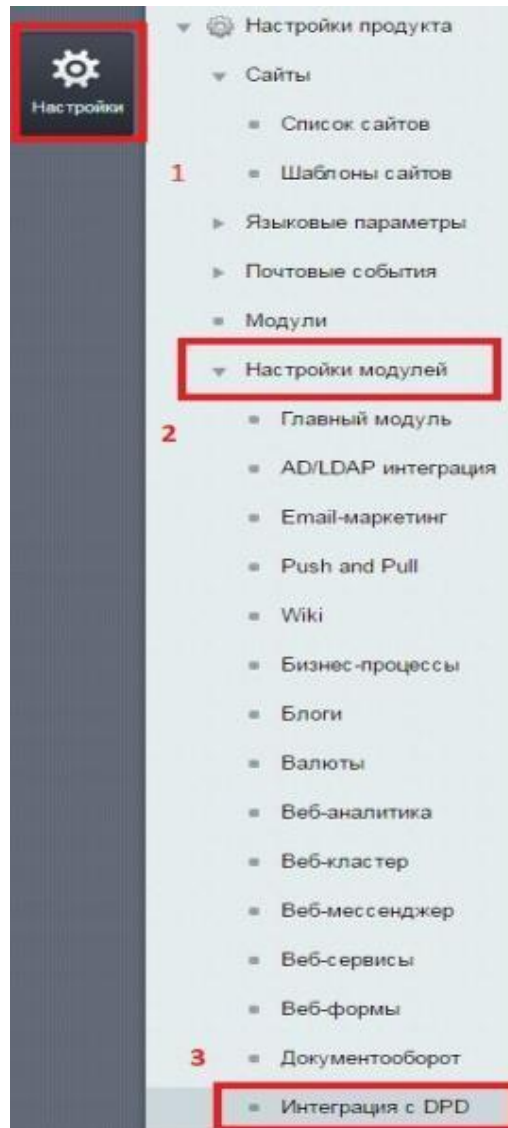 Настройки
Настройки продукта
Сайты
Список сайтов
1
Шаблоны сайтов
Языковые параметры
Почтовые события
Модули
Настройки модулей
2
Главный модуль
AD/LDAP интеграция
Email-маркетинг
Push and Pull
Wiki
Бизнес-процессы
Блоги
Валюты
Веб-аналитика
Веб-кластер
Веб-мессенджер
Веб-сервисы
Веб-формы
3
Документооборот
Интеграция с DPD